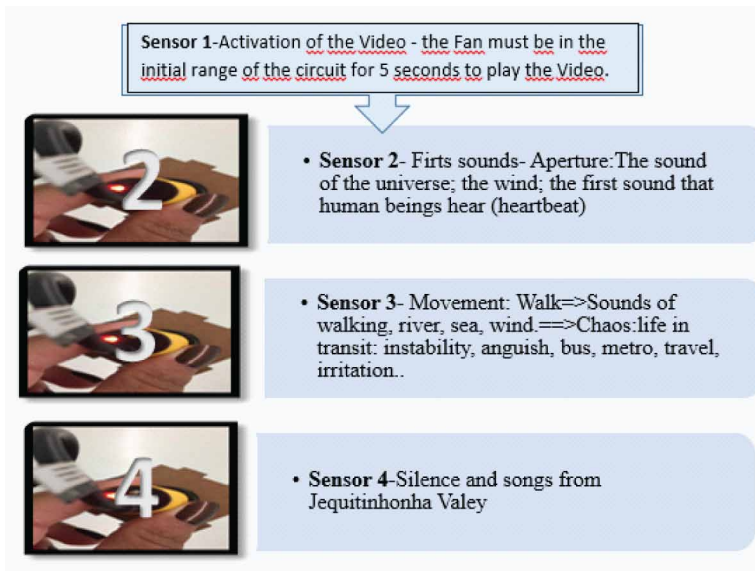 Sensor 1-Activation of the Video - the Fan must be in the
initial range of the circuit for 5 seconds to play the Video.
2
• Sensor 2- Firts sounds- Aperture:The sound
of the universe; the wind; the first sound that
human beings hear (heartbeat)
3
• Sensor 3- Movement: Walk=>Sounds of
walking, river, sea, wind.==>Chaos:life in
transit: instability, anguish, bus, metro, travel,
irritation..
4
• Sensor 4-Silence and songs from
Jequitinhonha Valey